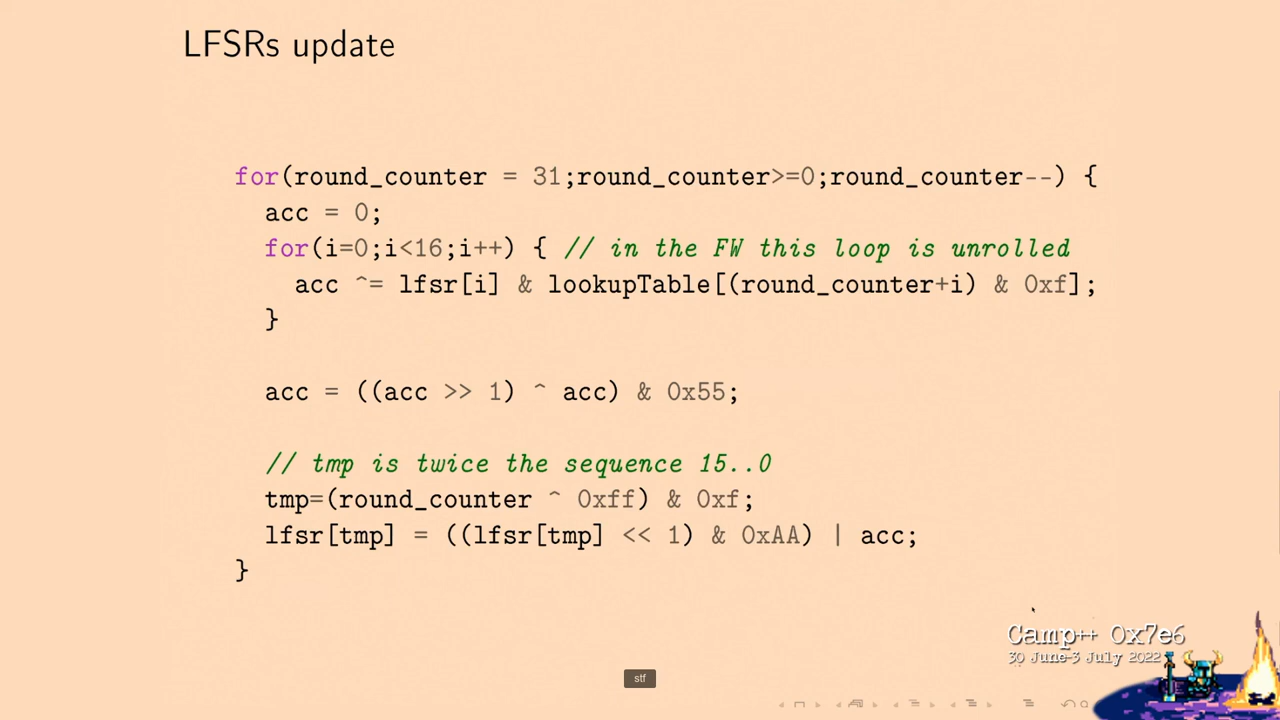 LFSRs update
for(round_counter = 31;round_counter>=0;round_counter--) {
acc = 0;
for(i=0;i<16;i++) { // in the FW this loop is unrolled
acc ^= lfsr[i] & lookupTable[(round_counter+i) & 0xf];
}
acc = ((acc >> 1) ^ acc) & 0x55;
// tmp is twice the sequence 15..0
tmp=(round_counter ^ 0xff) & 0xf;
lfsr[tmp] = ((lfsr[tmp] << 1) & 0xAA) | acc;
}
Camp++ 0x7e6
30 June-3 July 2022
stf